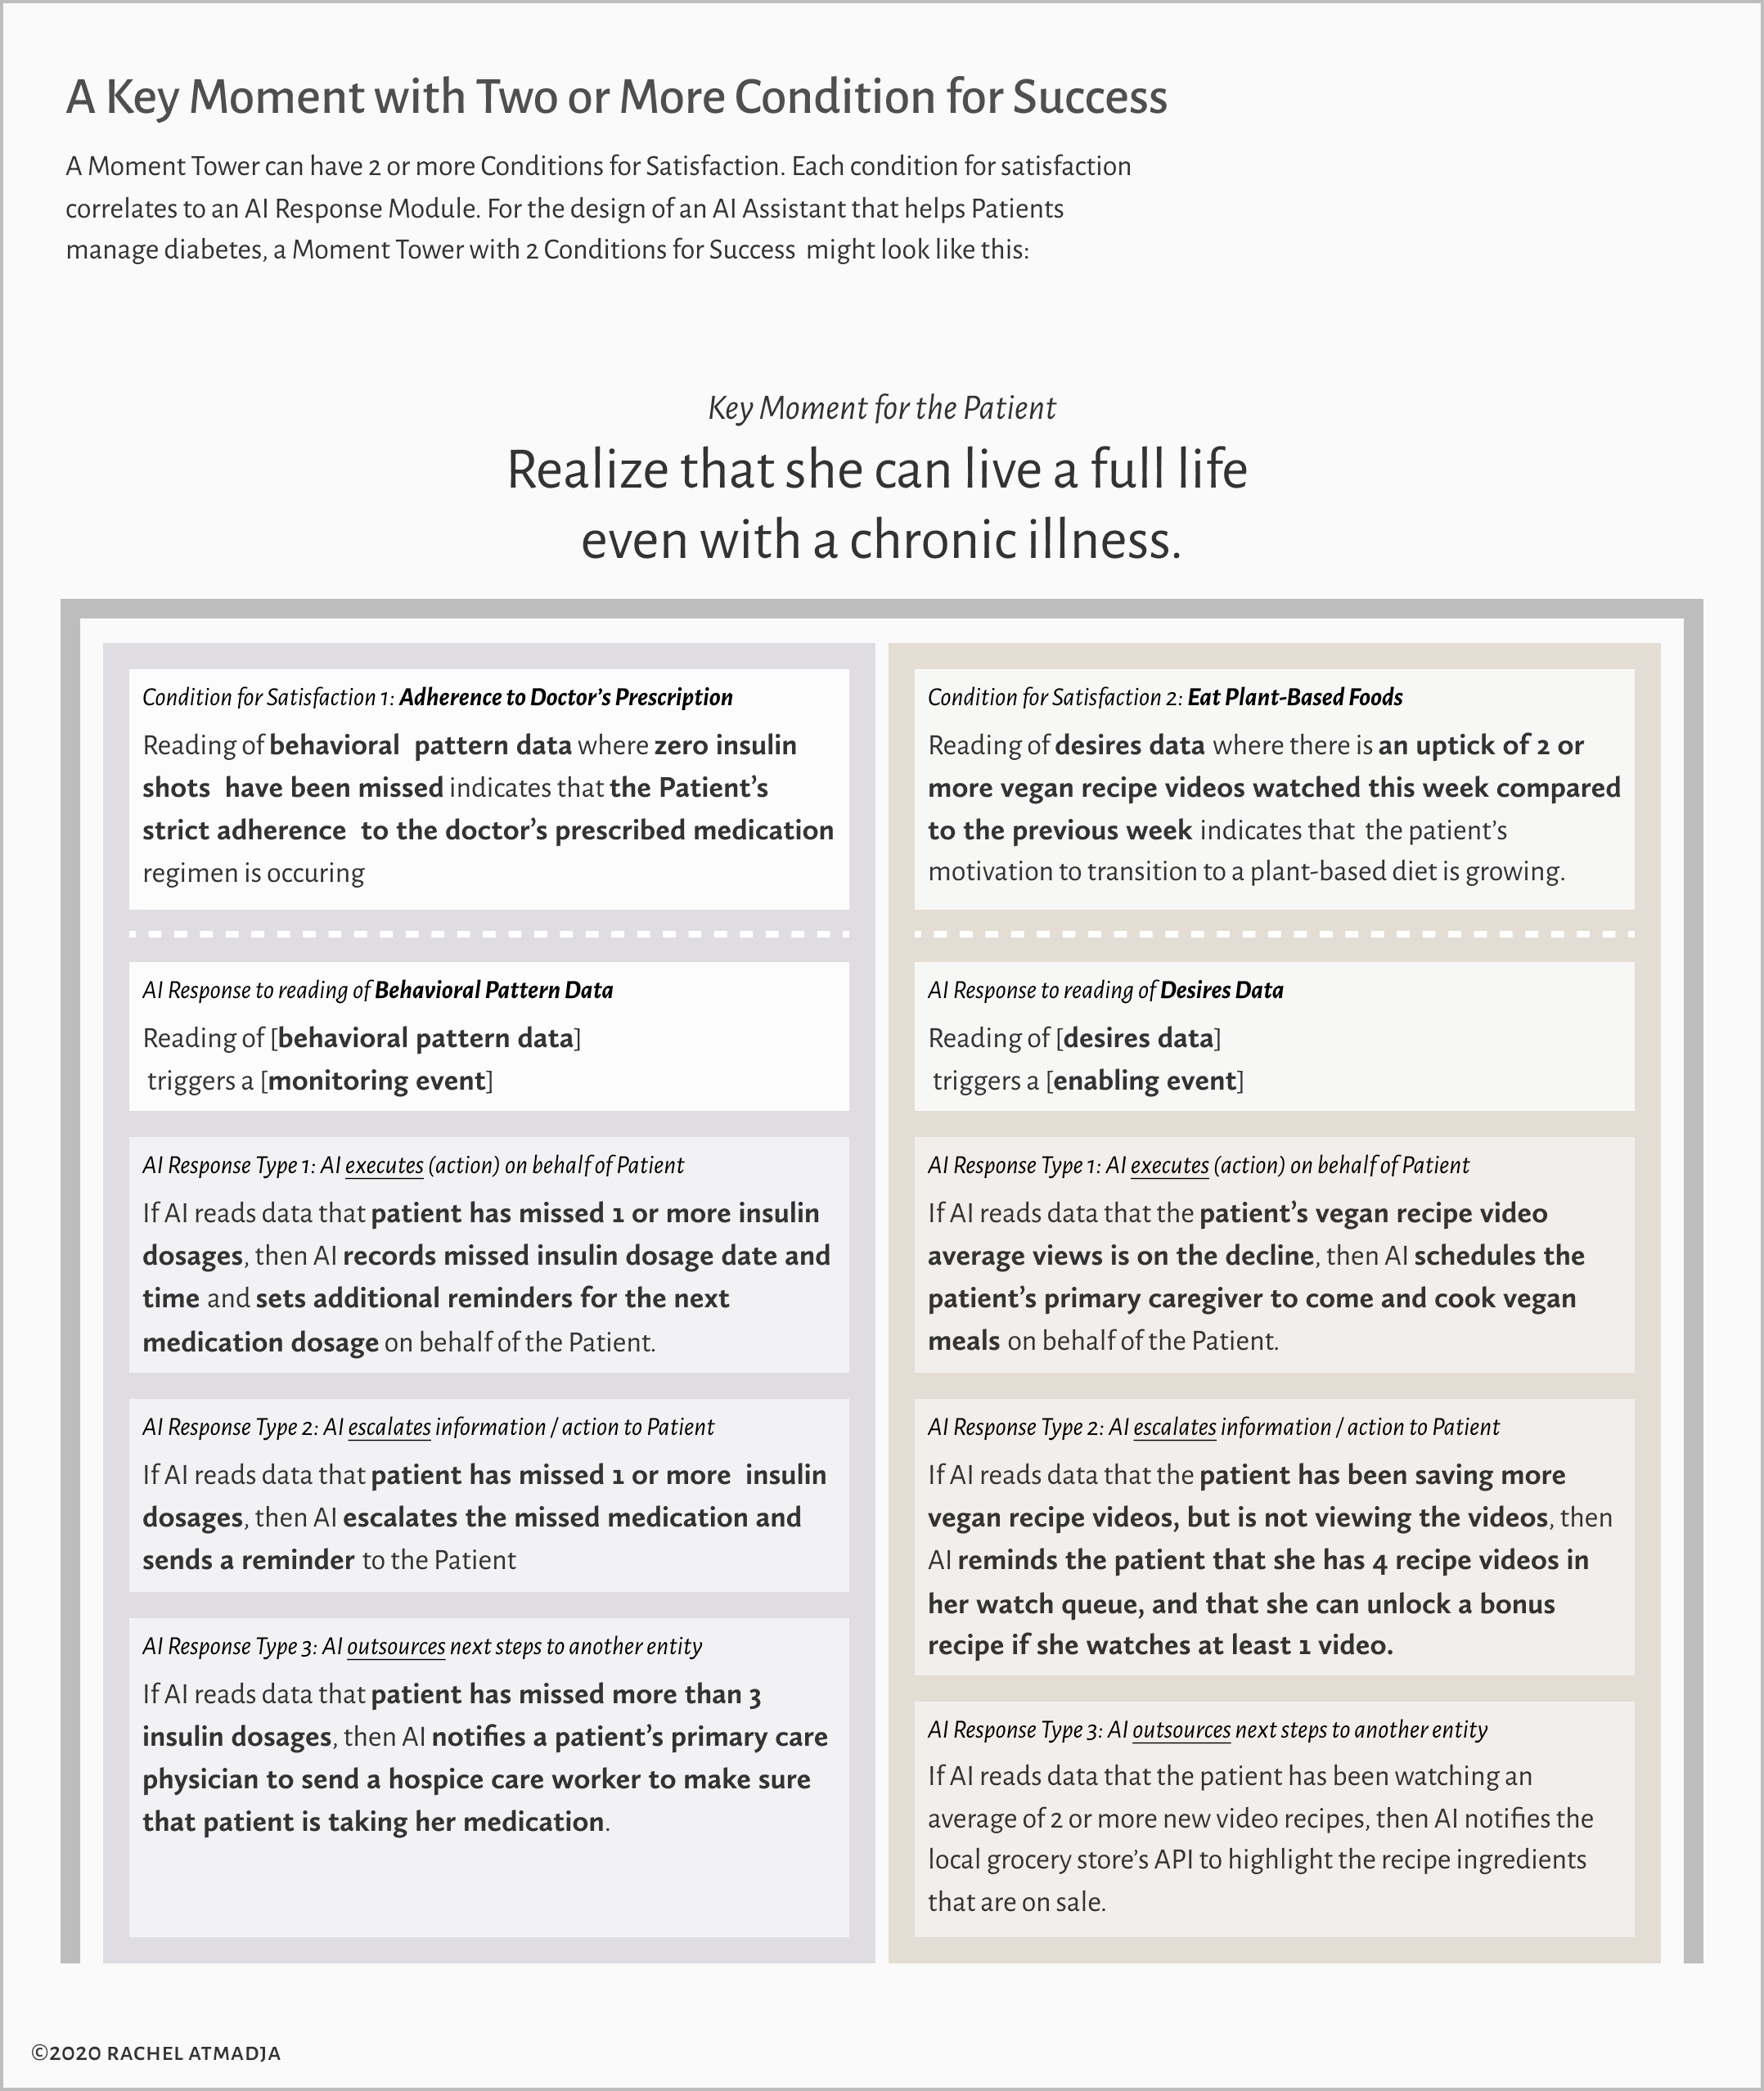 A Key Moment with Two or More Condition for Success
A Moment Tower can have 2 or more Conditions for Satisfaction. Each condition for satisfaction
correlates to an AI Response Module. For the design of an AI Assistant that helps Patients
manage diabetes, a Moment Tower with 2 Conditions for Success might look like this:
Key Moment for the Patient
Realize that she can live a full life
even with a chronic illness.
Condition for Satisfaction 1: Adherence to Doctor’s Prescription
Reading of behavioral pattern data where zero insulin
shots have been missed indicates that the Patient’s
strict adherence to the doctor’s prescribed medication
regimen is occuring
AI Response to reading of Behavioral Pattern Data
Reading of [behavioral pattern data]
triggers a [monitoring event]
AI Response Type 1: AI executes (action) on behalf of Patient
If AI reads data that patient has missed 1 or more insulin
dosages, then AI records missed insulin dosage date and
time and sets additional reminders for the next
medication dosage on behalf of the Patient.
AI Response Type 2: AI escalates information / action to Patient
If AI reads data that patient has missed 1 or more insulin
dosages, then AI escalates the missed medication and
sends a reminder to the Patient
AI Response Type 3: AI outsources next steps to another entity
If AI reads data that patient has missed more than 3
insulin dosages, then AI notifies a patient’s primary care
physician to send a hospice care worker to make sure
that patient is taking her medication.
Condition for Satisfaction 2: Eat Plant-Based Foods
Reading of desires data where there is an uptick of 2 or
more vegan recipe videos watched this week compared
to the previous week indicates that the patient’s
motivation to transition to a plant-based diet is growing.
AI Response to reading of Desires Data
Reading of [desires data]
triggers a [enabling event]
AI Response Type 1: AI executes (action) on behalf of Patient
If AI reads data that the patient’s vegan recipe video
average views is on the decline, then AI schedules the
patient’s primary caregiver to come and cook vegan
meals on behalf of the Patient.
AI Response Type 2: AI escalates information / action to Patient
If AI reads data that the patient has been saving more
vegan recipe videos, but is not viewing the videos, then
AI reminds the patient that she has 4 recipe videos in
her watch queue, and that she can unlock a bonus
recipe if she watches at least 1 video.
AI Response Type 3: AI outsources next steps to another entity
If AI reads data that the patient has been watching an
average of 2 or more new video recipes, then AI notifies the
local grocery store’s API to highlight the recipe ingredients
that are on sale.
©2020 RACHEL ATMADJA